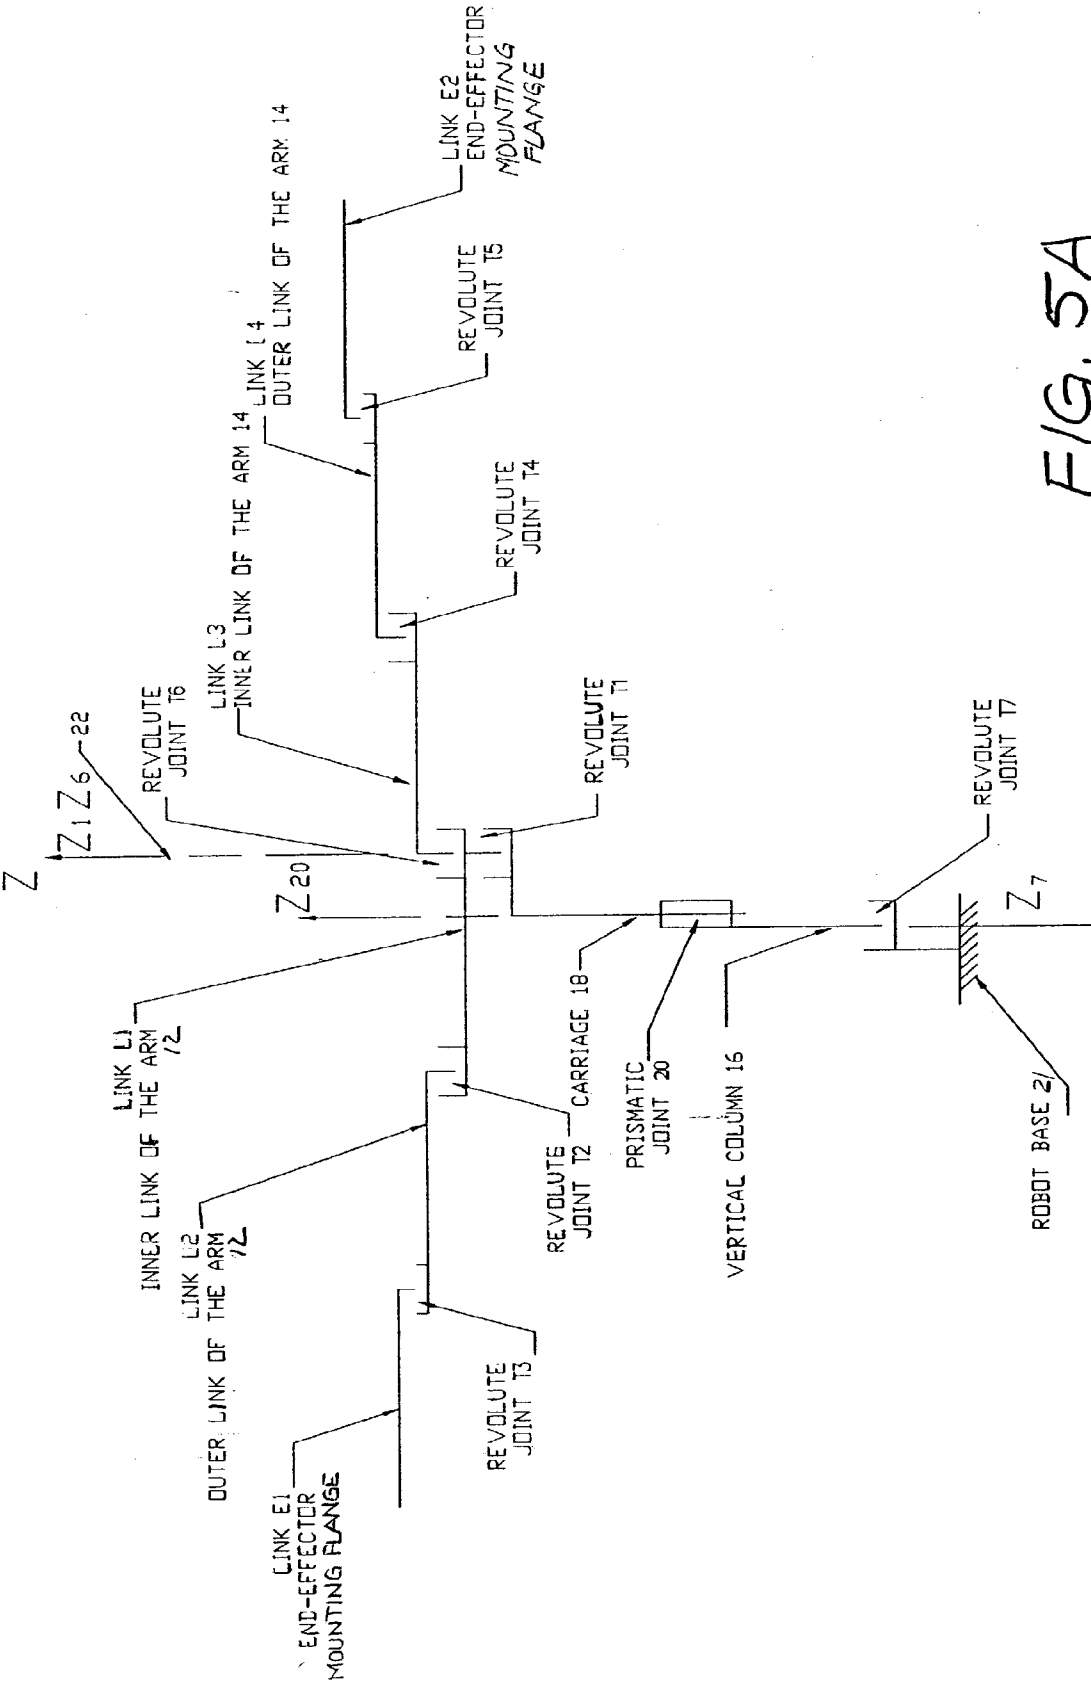 Z
Z1 Z6
22
Z20
REVOLUTE
JOINT T6
LINK L3
INNER LINK OF THE ARM 14
LINK L4
OUTER LINK OF THE ARM 14
LINK E2
END-EFFECTOR
MOUNTING
FLANGE
REVOLUTE
JOINT T5
REVOLUTE
JOINT T4
REVOLUTE
JOINT T1
LINK L1
INNER LINK OF THE ARM
12
LINK L2
OUTER LINK OF THE ARM
12
LINK E1
END-EFFECTOR
MOUNTING FLANGE
REVOLUTE
JOINT T3
REVOLUTE
JOINT T2
CARRIAGE 18
PRISMATIC
JOINT 20
VERTICAL COLUMN 16
REVOLUTE
JOINT T7
Z7
ROBOT BASE 21
FIG. 5A